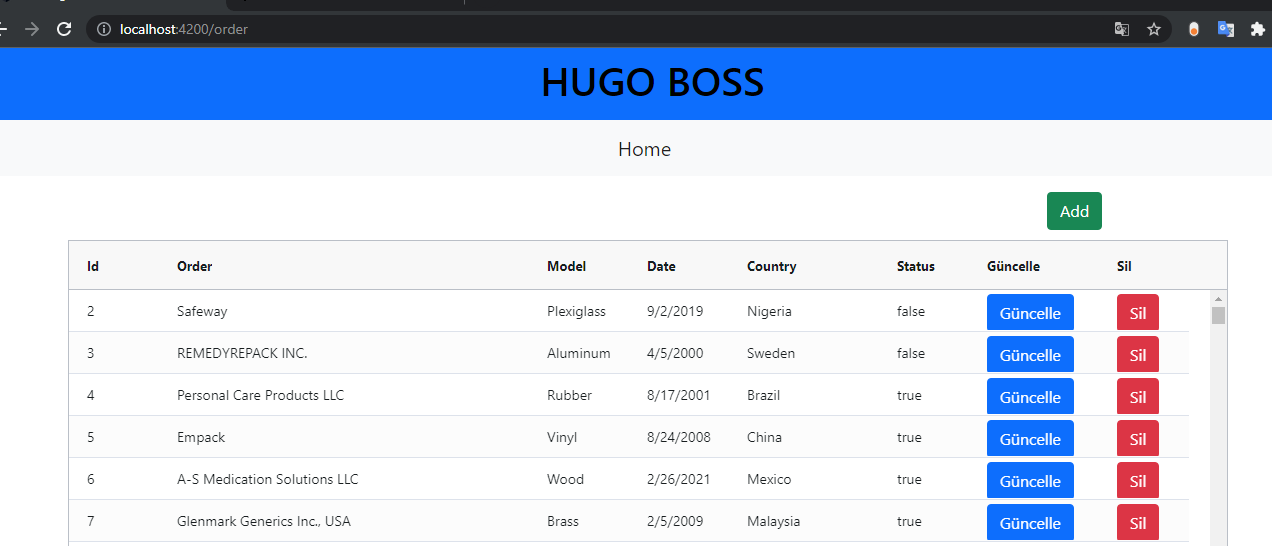 localhost:4200/order
HUGO BOSS
Home
Add
Id Order Model Date Country Status Güncelle Sil
2 Safeway Plexiglass 9/2/2019 Nigeria false Güncelle Sil
3 REMEDYREPACK INC. Aluminum 4/5/2000 Sweden false Güncelle Sil
4 Personal Care Products LLC Rubber 8/17/2001 Brazil true Güncelle Sil
5 Empack Vinyl 8/24/2008 China true Güncelle Sil
6 A-S Medication Solutions LLC Wood 2/26/2021 Mexico true Güncelle Sil
7 Glenmark Generics Inc., USA Brass 2/5/2009 Malaysia true Güncelle Sil